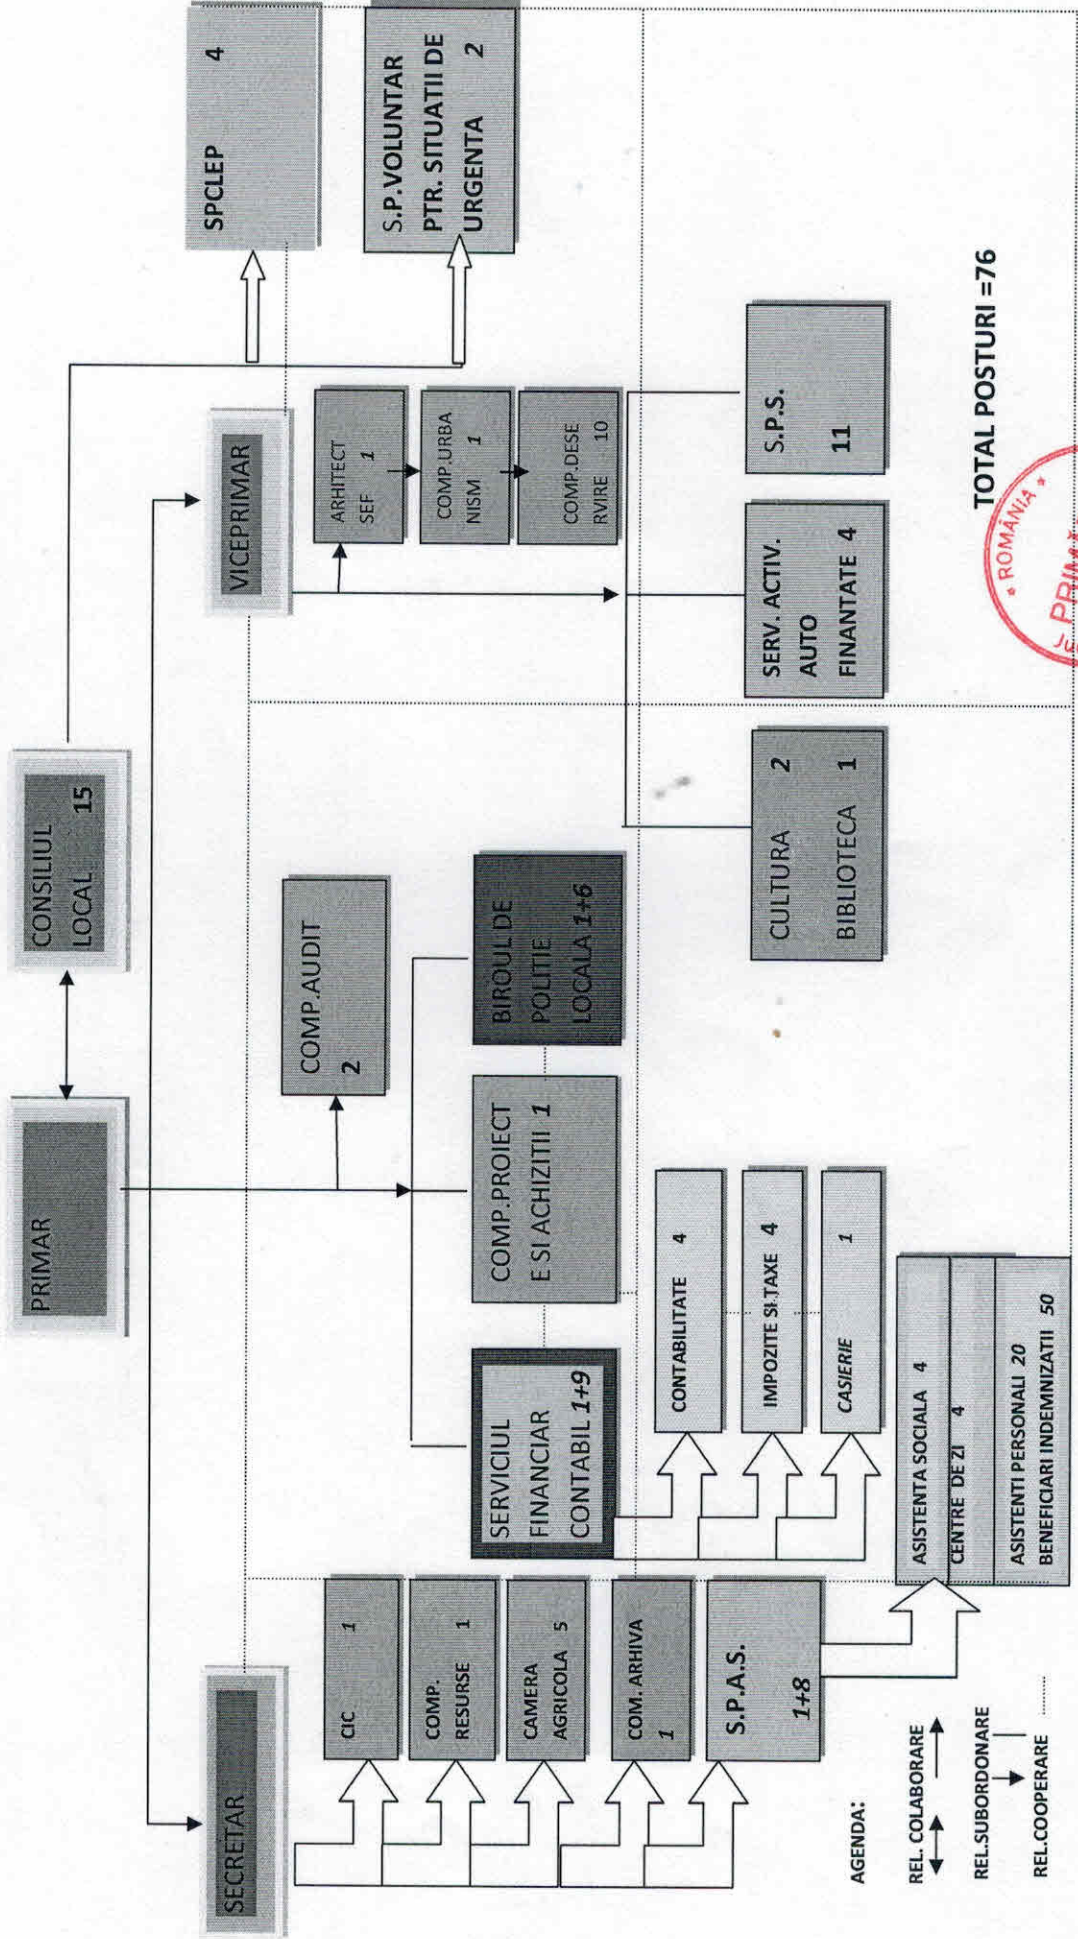 PRIMAR
CONSILIUL
LOCAL 15
SECRETAR
VICEPRIMAR
SPCLEP 4
S.P.VOLUNTAR
PTR. SITUATII DE
URGENTA 2
COMP.AUDIT
2
ARHITECT
SEF 1
COMP.URBA
NISM 1
COMP.DESE
RVIRE 10
CIC 1
COMP.
RESURSE 1
CAMERA
AGRICOLA 5
COM. ARHIVA
1
S.P.A.S.
1+8
SERVICIUL
FINANCIAR
CONTABIL 1+9
COMP.PROIECT
E SI ACHIZITII 1
BIROUL DE
POLITIE
LOCALA 1+6
CONTABILITATE 4
IMPOZITE SI TAXE 4
CASIERIE 1
CULTURA 2
BIBLIOTECA 1
SERV. ACTIV.
AUTO
FINANTATE 4
S.P.S.
11
ASISTENTA SOCIALA 4
CENTRE DE ZI 4
ASISTENTI PERSONALI 20
BENEFICIARI INDEMNIZATII 50
AGENDA:
REL. COLABORARE
REL.SUBORDONARE
REL.COOPERARE
TOTAL POSTURI =76
* ROMÂNIA *